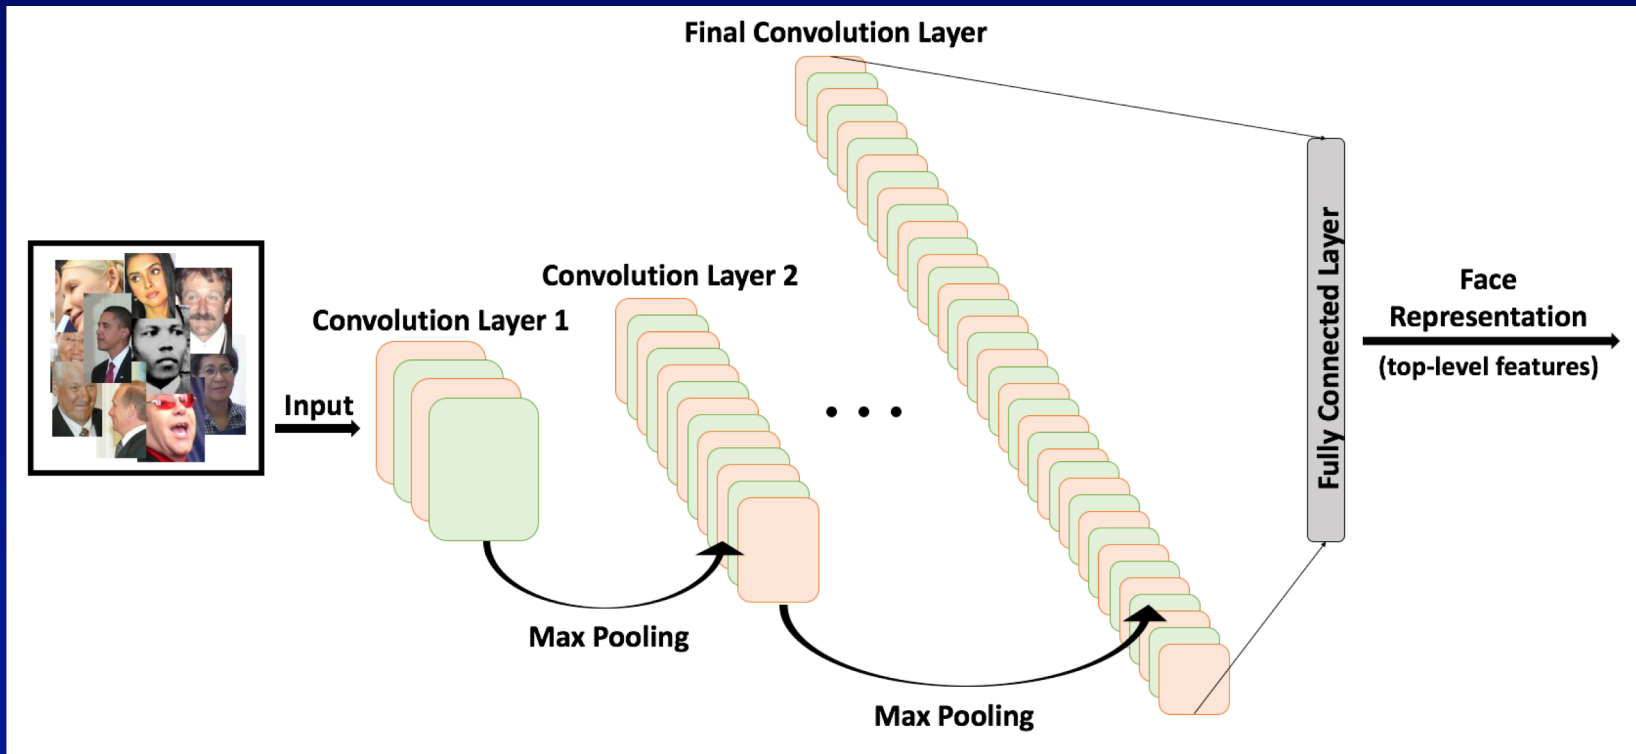 Final Convolution Layer
Convolution Layer 2
Convolution Layer 1
Input
Max Pooling
Max Pooling
Fully Connected Layer
Face
Representation
(top-level features)